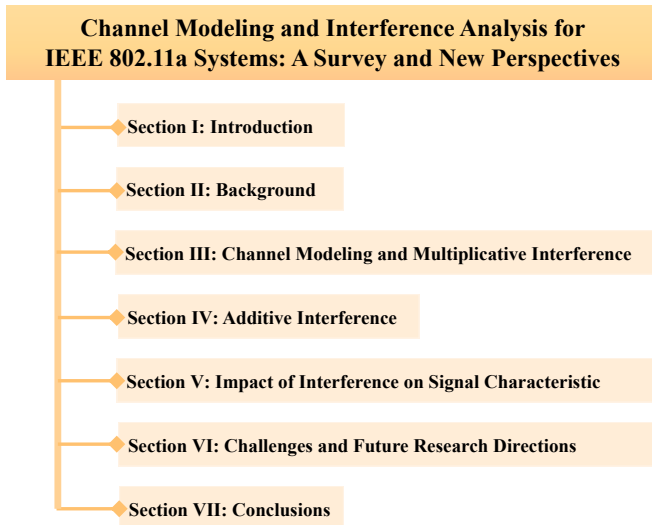 Channel Modeling and Interference Analysis for
IEEE 802.11a Systems: A Survey and New Perspectives
Section I: Introduction
Section II: Background
Section III: Channel Modeling and Multiplicative Interference
Section IV: Additive Interference
Section V: Impact of Interference on Signal Characteristic
Section VI: Challenges and Future Research Directions
Section VII: Conclusions